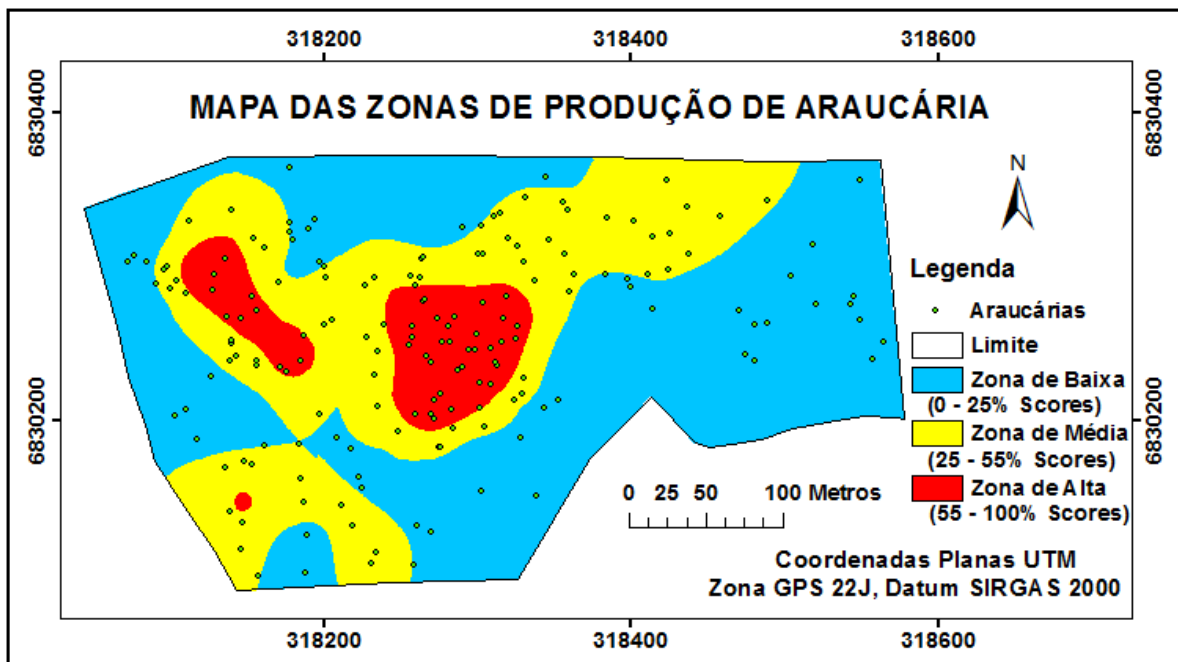 318200 318400 318600
6830400 6830400
MAPA DAS ZONAS DE PRODUÇÃO DE ARAUCÁRIA
N
Legenda
Araucárias
Limite
Zona de Baixa
(0 - 25% Scores)
6830200 6830200
Zona de Média
(25 - 55% Scores)
Zona de Alta
(55 - 100% Scores)
0 25 50 100 Metros
Coordenadas Planas UTM
Zona GPS 22J, Datum SIRGAS 2000
318200 318400 318600